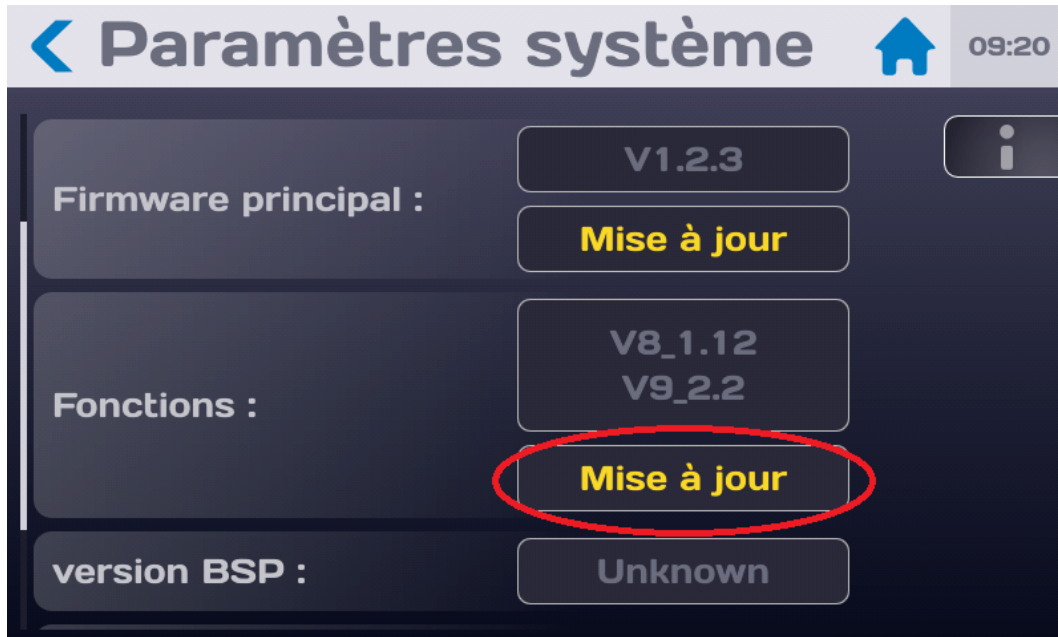 Paramètres système
09:20
Firmware principal :
V1.2.3
Mise à jour
Fonctions :
V8_1.12
V9_2.2
Mise à jour
version BSP :
Unknown